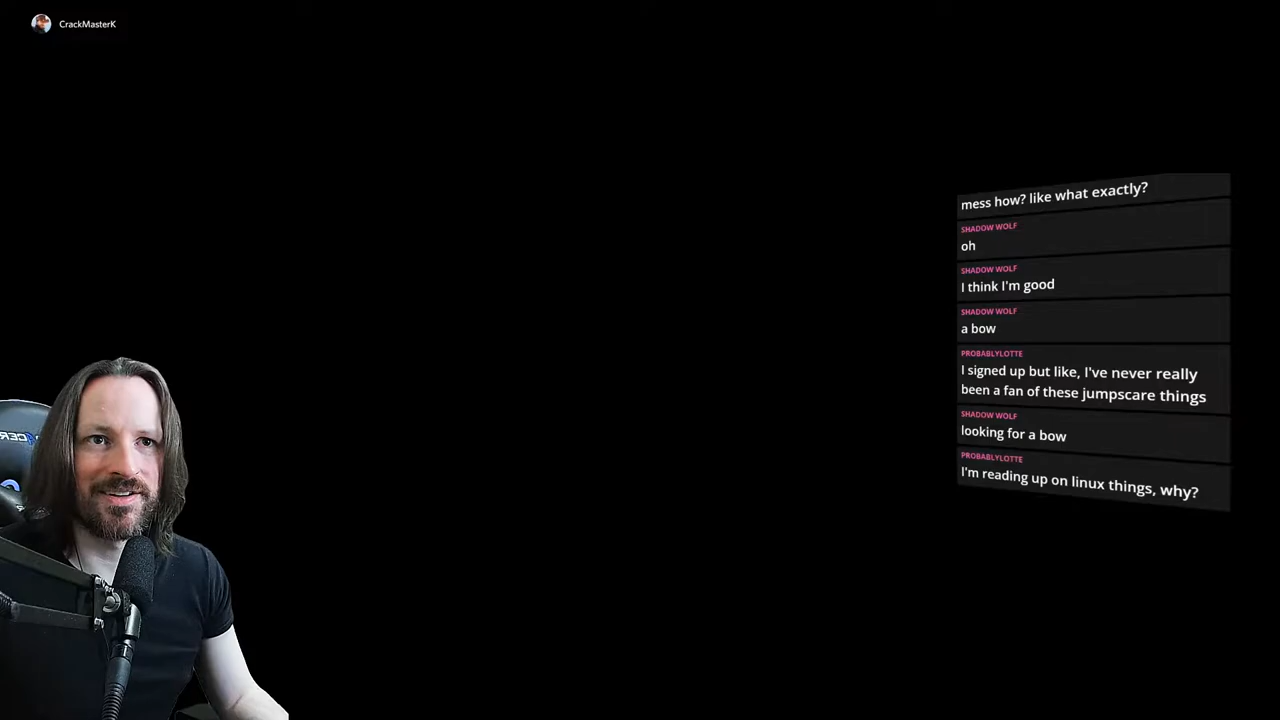 CrackMasterK
mess how? like what exactly?
SHADOW WOLF
oh
SHADOW WOLF
I think I'm good
SHADOW WOLF
a bow
PROBABLYLOTTE
I signed up but like, I've never really
been a fan of these jumpscare things
SHADOW WOLF
looking for a bow
PROBABLYLOTTE
I'm reading up on linux things, why?